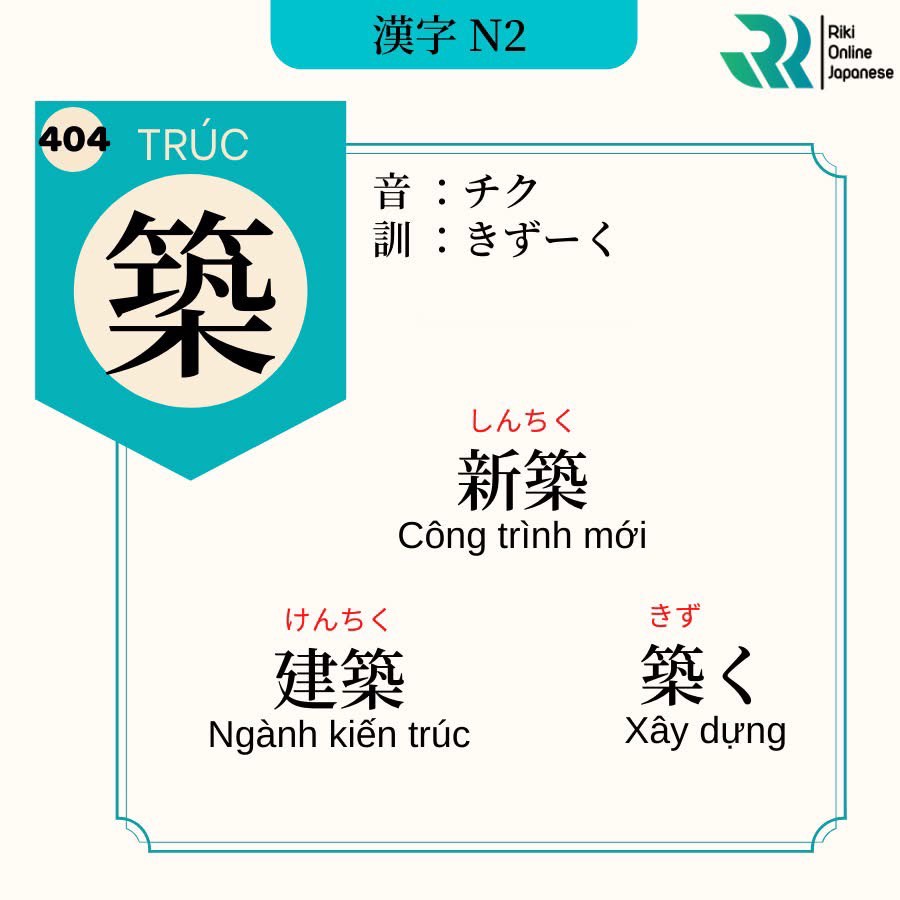 漢字 N2
Riki
Online
Japanese
404
TRÚC
築
音 ：チク
訓 ：きずーく
しんちく
新築
Công trình mới
けんちく
建築
Ngành kiến trúc
きず
築く
Xây dựng